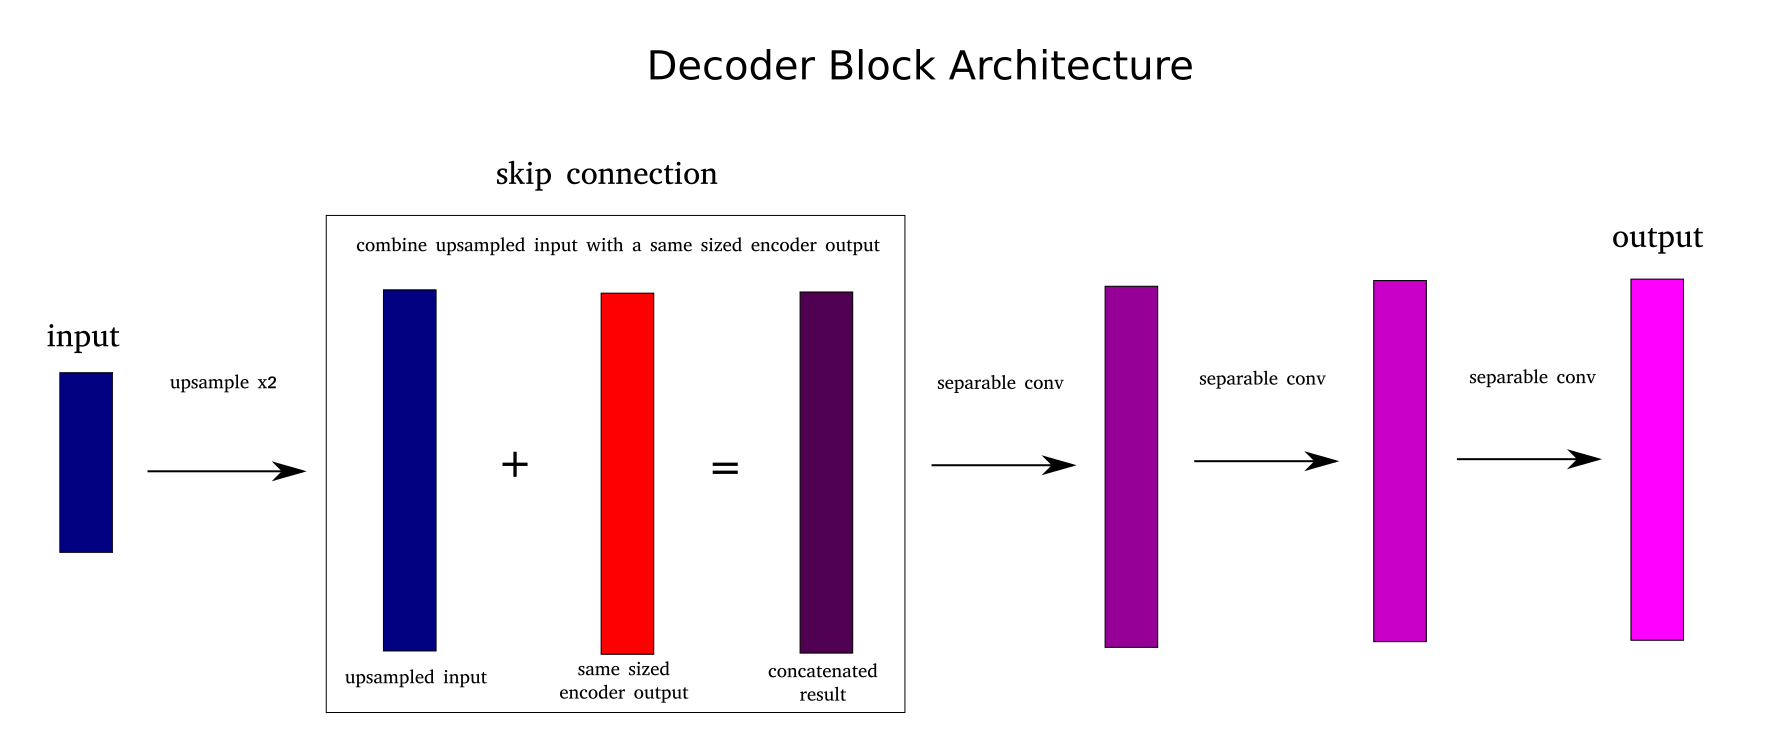 Decoder Block Architecture
skip connection
combine upsampled input with a same sized encoder output
input
upsample x2
+
=
upsampled input
same sized
encoder output
concatenated
result
separable conv
separable conv
separable conv
output